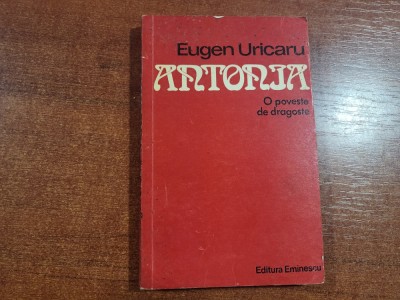 Eugen Uricaru
ANTONIA
O poveste
de dragoste
Editura Eminescu